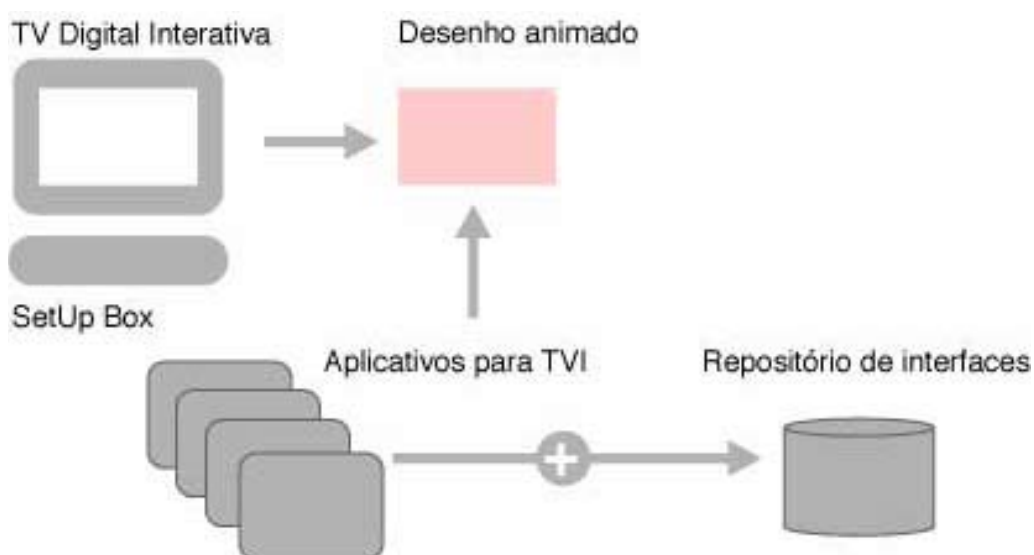 TV Digital Interativa
Desenho animado
SetUp Box
Aplicativos para TVI
Repositório de interfaces